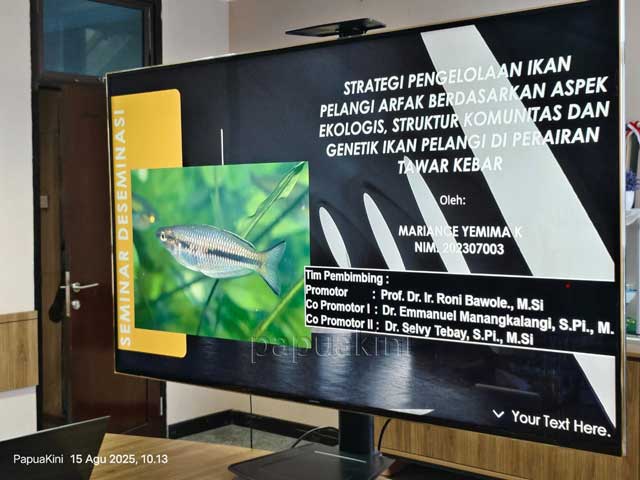 SEMINAR DESEMINASI
STRATEGI PENGELOLAAN IKAN
PELANGI ARFAK BERDASARKAN ASPEK
EKOLOGIS, STRUKTUR KOMUNITAS DAN
GENETIK IKAN PELANGI DI PERAIRAN
TAWAR KEBAR
Oleh:
MARIANCE YEMIMA K
NIM. 202307003
Tim Pembimbing :
Promotor : Prof. Dr. Ir. Roni Bawole., M.Si
Co Promotor I : Dr. Emmanuel Manangkalangi, S.Pi., M.
Co Promotor II : Dr. Selvy Tebay, S.Pi., M.Si
papuakini
Your Text Here.
PapuaKini 15 Agu 2025, 10.13